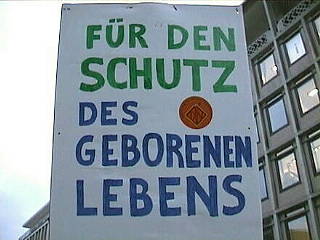 FÜR DEN
SCHUTZ
DES
GEBORENEN
LEBENS